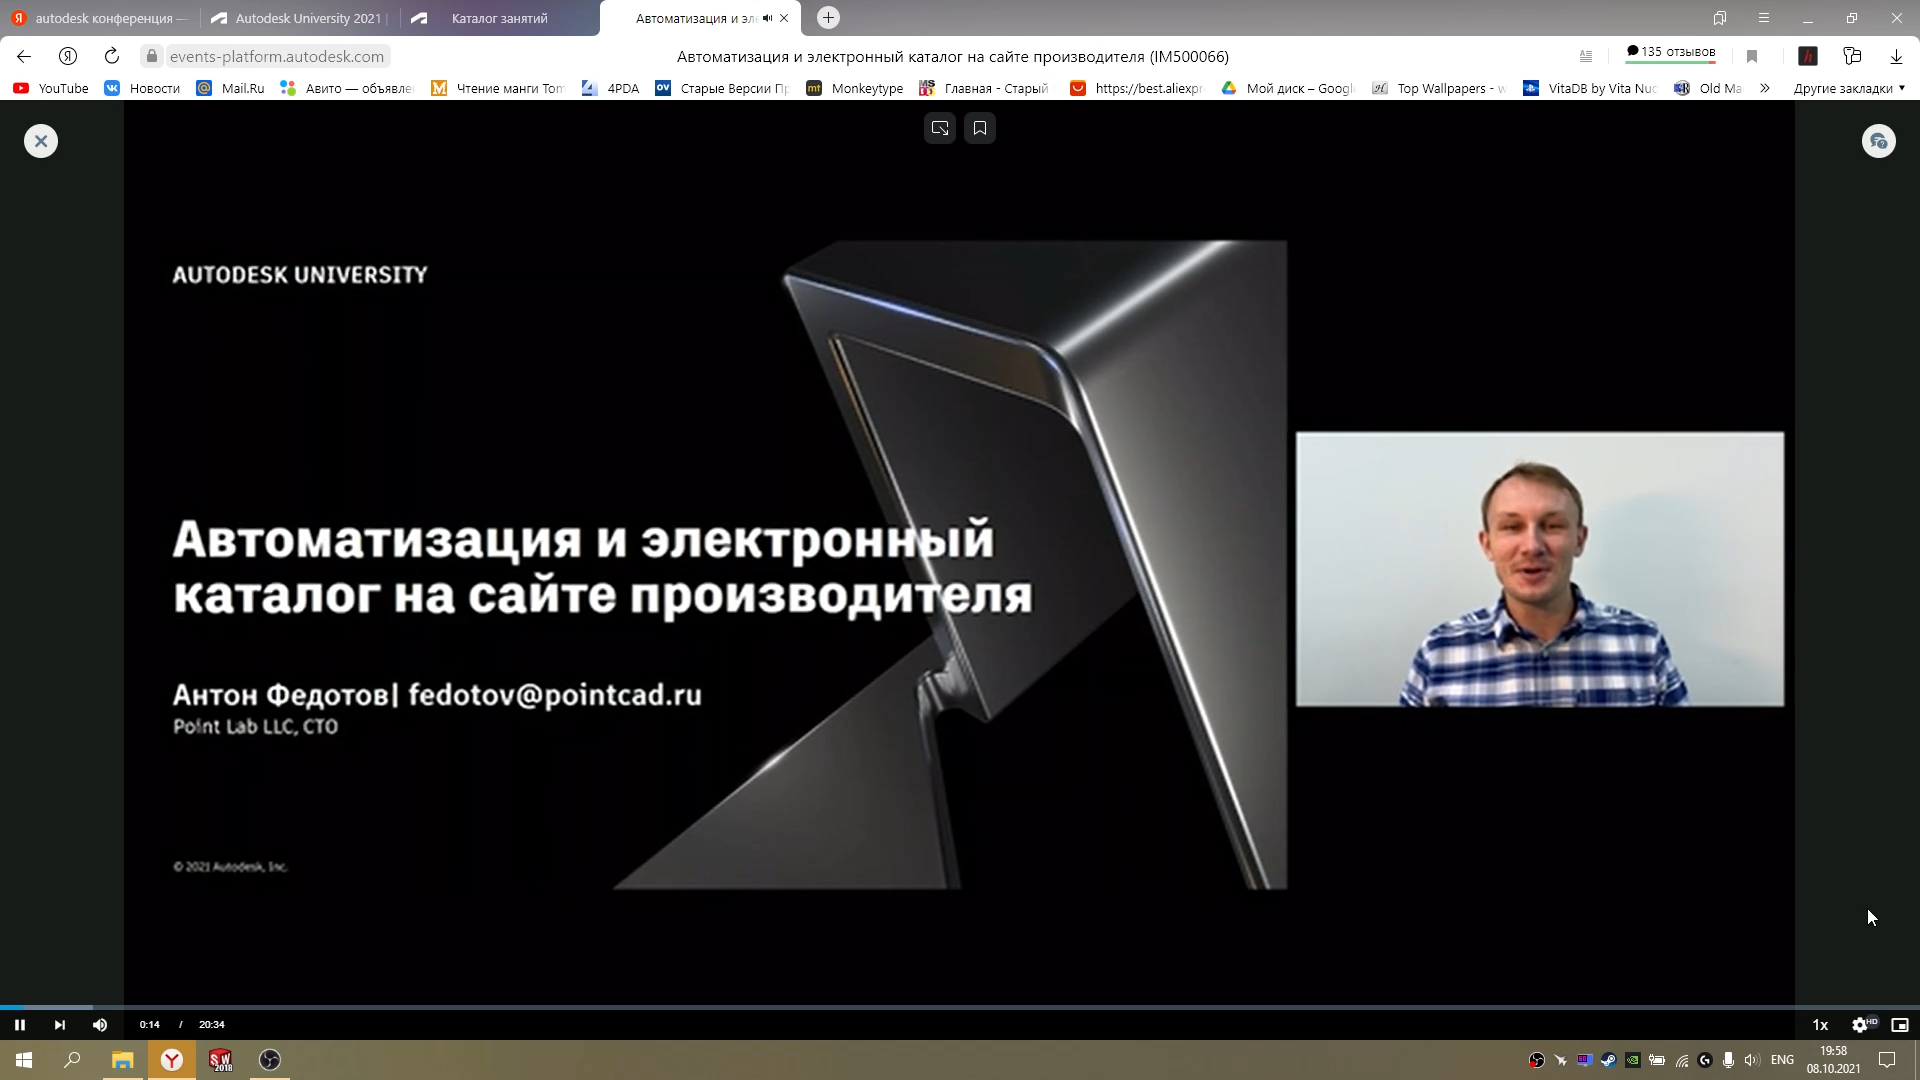 autodesk конференция —
Autodesk University 2021 |
Каталог занятий
Автоматизация и эле
events-platform.autodesk.com
Автоматизация и электронный каталог на сайте производителя (IM500066)
135 отзывов
YouTube
Новости
Mail.Ru
Авито — объявле
Чтение манги Tom
4PDA
Старые Версии Пр
Monkeytype
Главная - Старый
https://best.aliexpr
Мой диск – Google
Top Wallpapers - w
VitaDB by Vita Nuc
Old Ma
Другие закладки
AUTODESK UNIVERSITY
Автоматизация и электронный
каталог на сайте производителя
Антон Федотов| fedotov@pointcad.ru
Point Lab LLC, CTO
© 2021 Autodesk, Inc.
0:14 / 20:34
1x
HD
ENG
19:58
08.10.2021